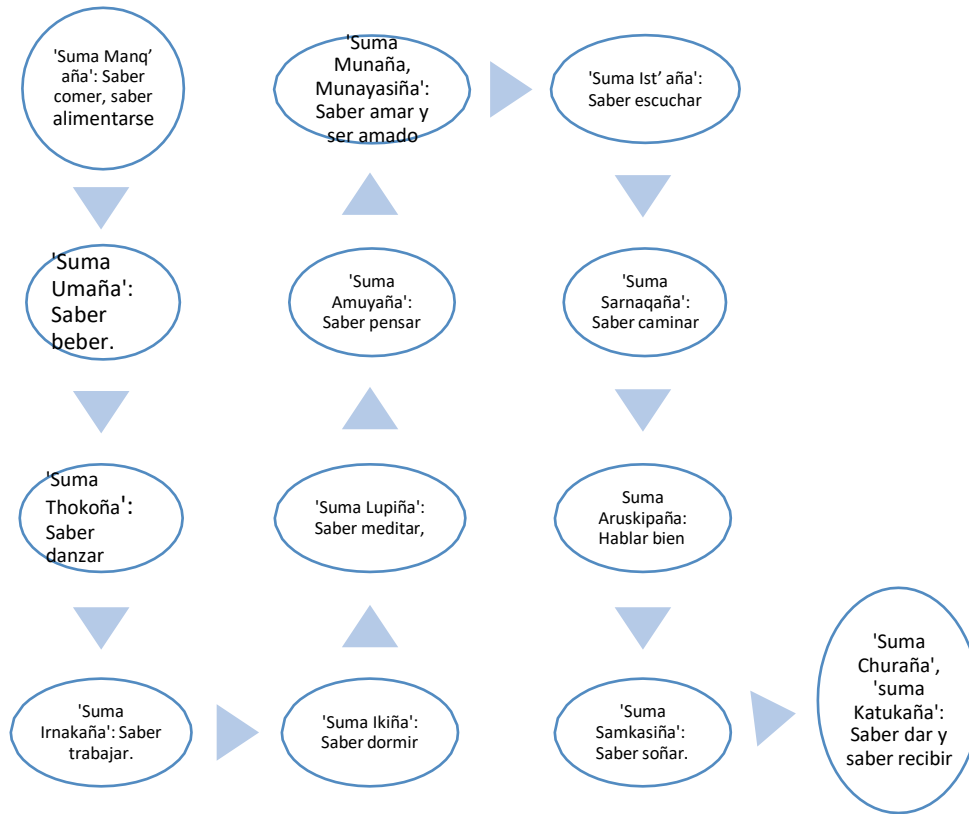 'Suma Manq’
aña': Saber
comer, saber
alimentarse
'Suma
Umaña':
Saber
beber.
'Suma
Thokoña':
Saber
danzar
'Suma
Irnakaña': Saber
trabajar.
'Suma Ikiña':
Saber dormir
'Suma Lupiña':
Saber meditar,
'Suma
Amuyaña':
Saber pensar
'Suma
Munaña,
Munayasiña':
Saber amar y
ser amado
'Suma Ist’ aña':
Saber escuchar
'Suma
Sarnaqaña':
Saber caminar
Suma
Aruskipaña:
Hablar bien
'Suma
Samkasiña':
Saber soñar.
'Suma
Churaña',
'suma
Katukaña':
Saber dar y
saber recibir